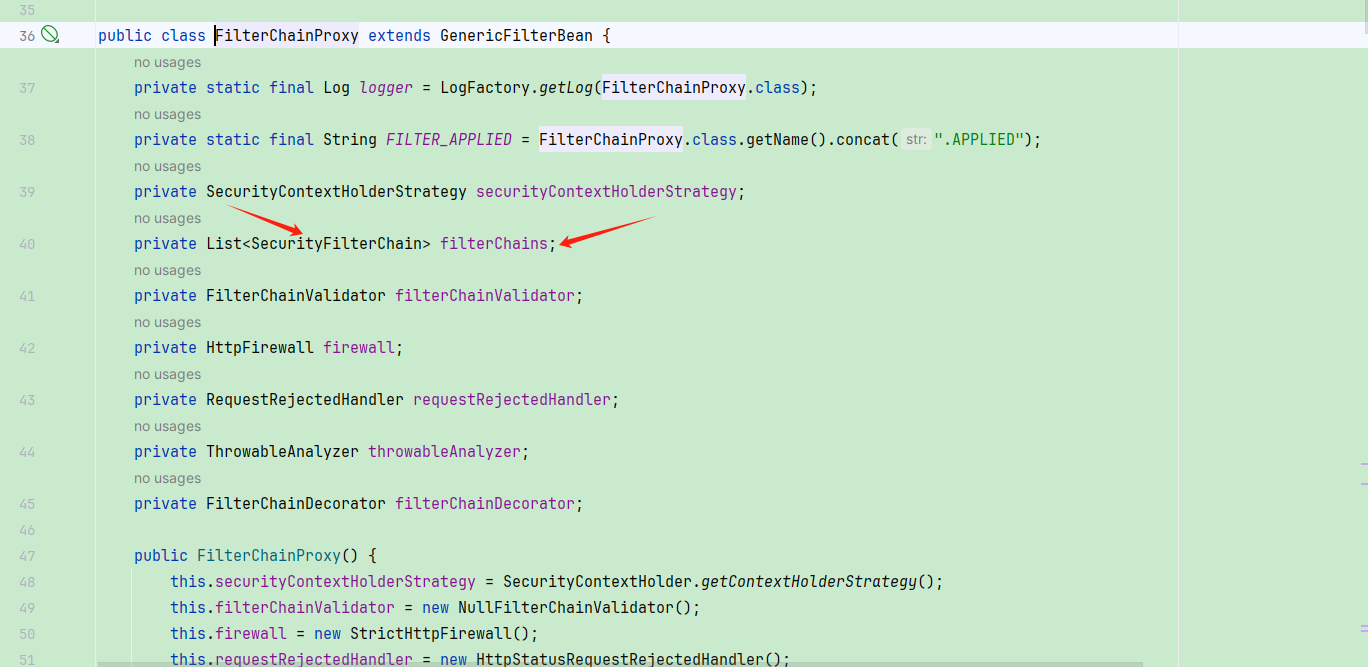 35
36 public class FilterChainProxy extends GenericFilterBean {
no usages
37 private static final Log logger = LogFactory.getLog(FilterChainProxy.class);
no usages
38 private static final String FILTER_APPLIED = FilterChainProxy.class.getName().concat( str: ".APPLIED");
no usages
39 private SecurityContextHolderStrategy securityContextHolderStrategy;
no usages
40 private List<SecurityFilterChain> filterChains;
no usages
41 private FilterChainValidator filterChainValidator;
no usages
42 private HttpFirewall firewall;
no usages
43 private RequestRejectedHandler requestRejectedHandler;
no usages
44 private ThrowableAnalyzer throwableAnalyzer;
no usages
45 private FilterChainDecorator filterChainDecorator;
46
47 public FilterChainProxy() {
48 this.securityContextHolderStrategy = SecurityContextHolder.getContextHolderStrategy();
49 this.filterChainValidator = new NullFilterChainValidator();
50 this.firewall = new StrictHttpFirewall();
51 this.requestRejectedHandler = new HttpStatusRequestRejectedHandler();